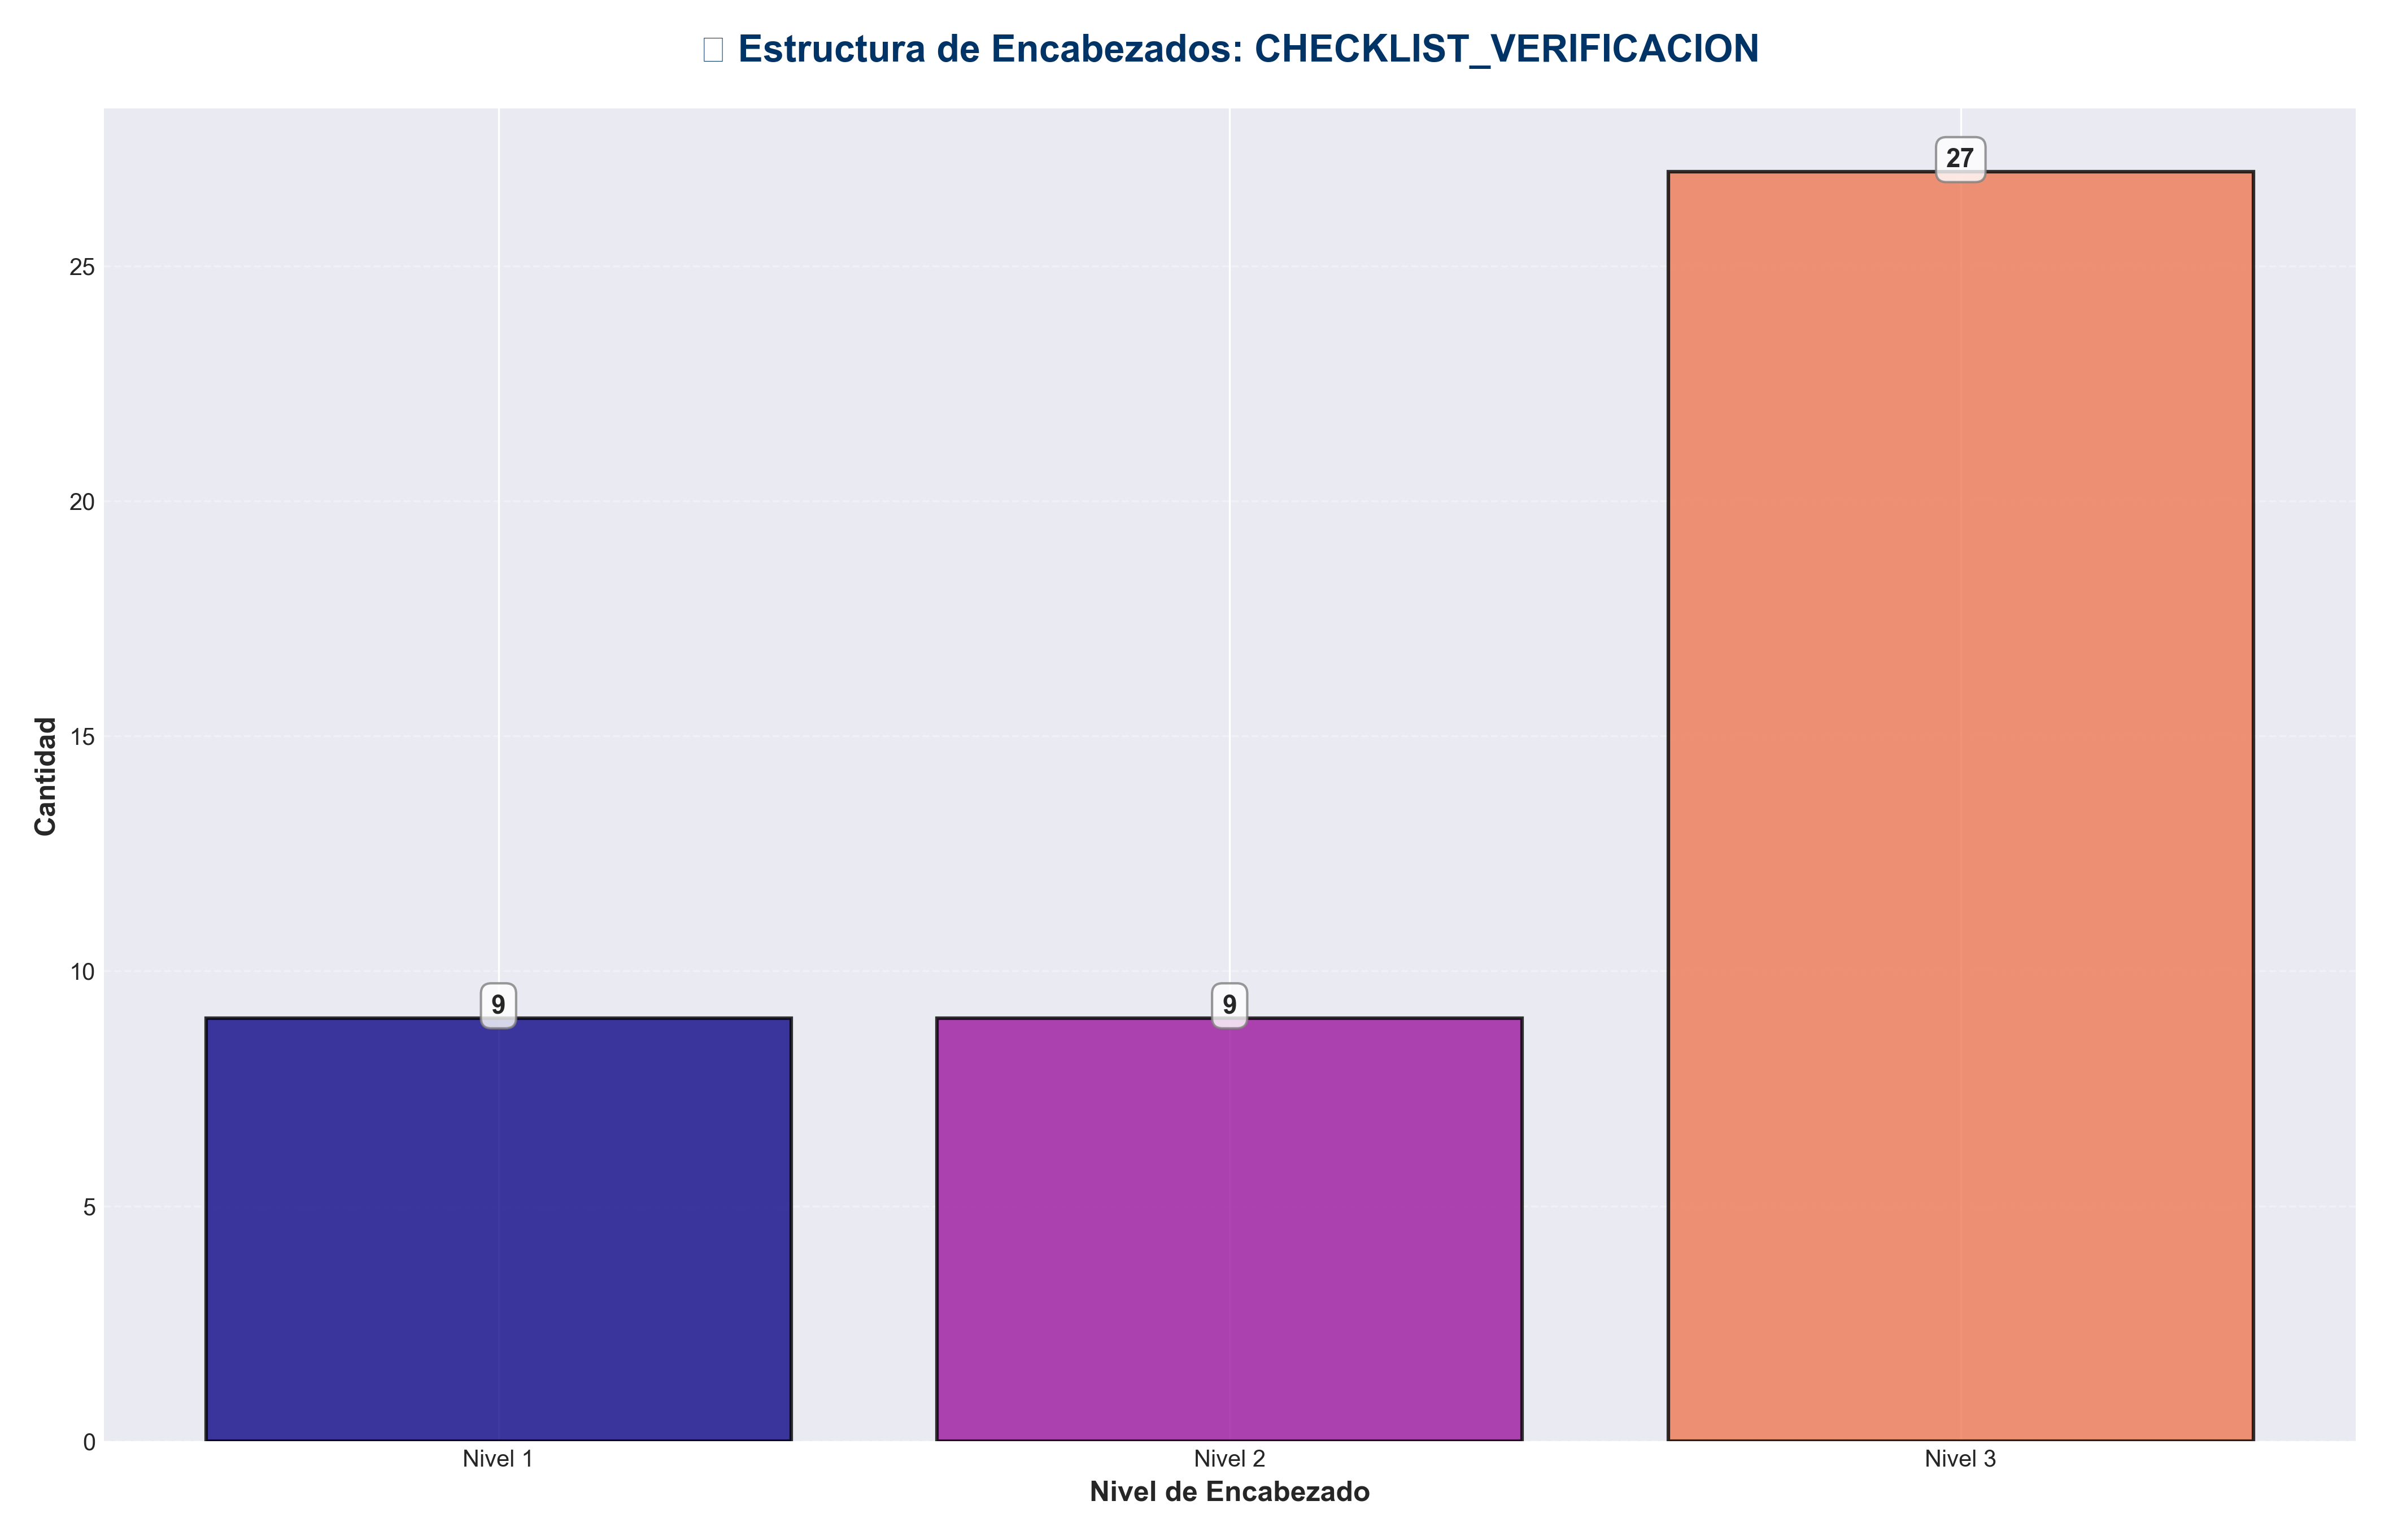 Estructura de Encabezados: CHECKLIST_VERIFICACION
27
25
20
15
10
9
9
5
0
Cantidad
Nivel 1
Nivel 2
Nivel 3
Nivel de Encabezado